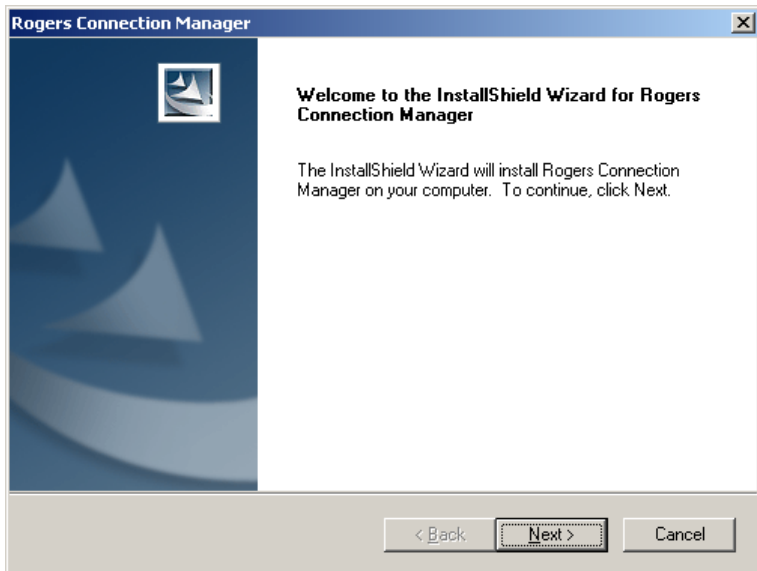 Rogers Connection Manager
Welcome to the InstallShield Wizard for Rogers
Connection Manager
The InstallShield Wizard will install Rogers Connection
Manager on your computer.  To continue, click Next.
< Back
Next >
Cancel